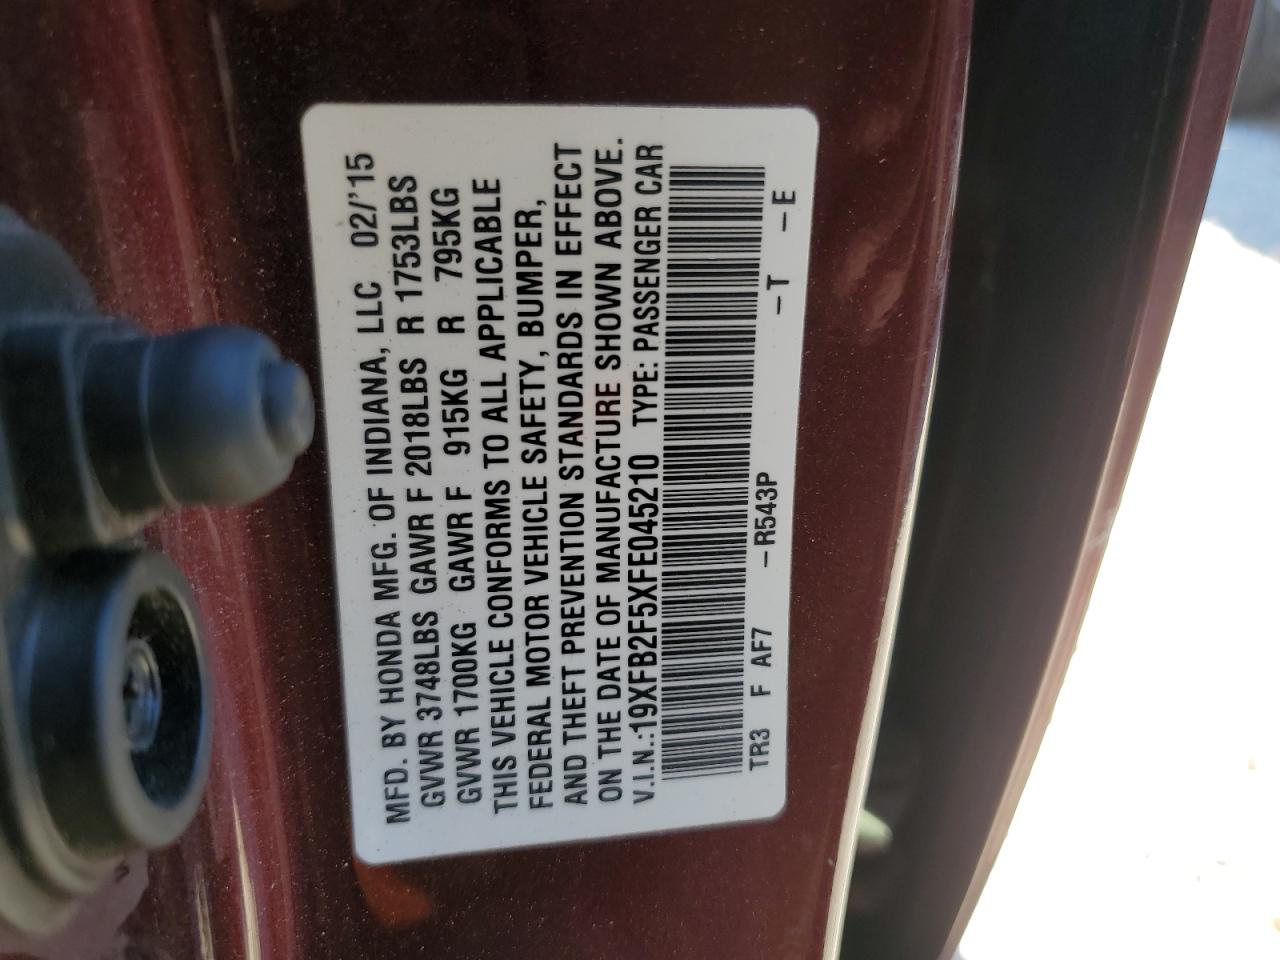 MFD. BY HONDA MFG. OF INDIANA, LLC 02/'15
GVWR 3748LBS GAWR F 2018LBS R 1753LBS
GVWR 1700KG GAWR F 915KG R 795KG
THIS VEHICLE CONFORMS TO ALL APPLICABLE
FEDERAL MOTOR VEHICLE SAFETY, BUMPER,
AND THEFT PREVENTION STANDARDS IN EFFECT
ON THE DATE OF MANUFACTURE SHOWN ABOVE.
V.I.N.:19XFB2F5XFE045210 TYPE: PASSENGER CAR
TR3 F AF7 –R543P –T –E